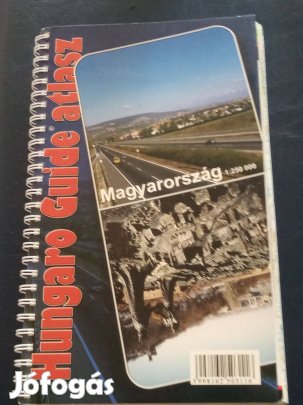 Hungaro Guide® atlasz
Magyarország 1:250 000
Jófogás